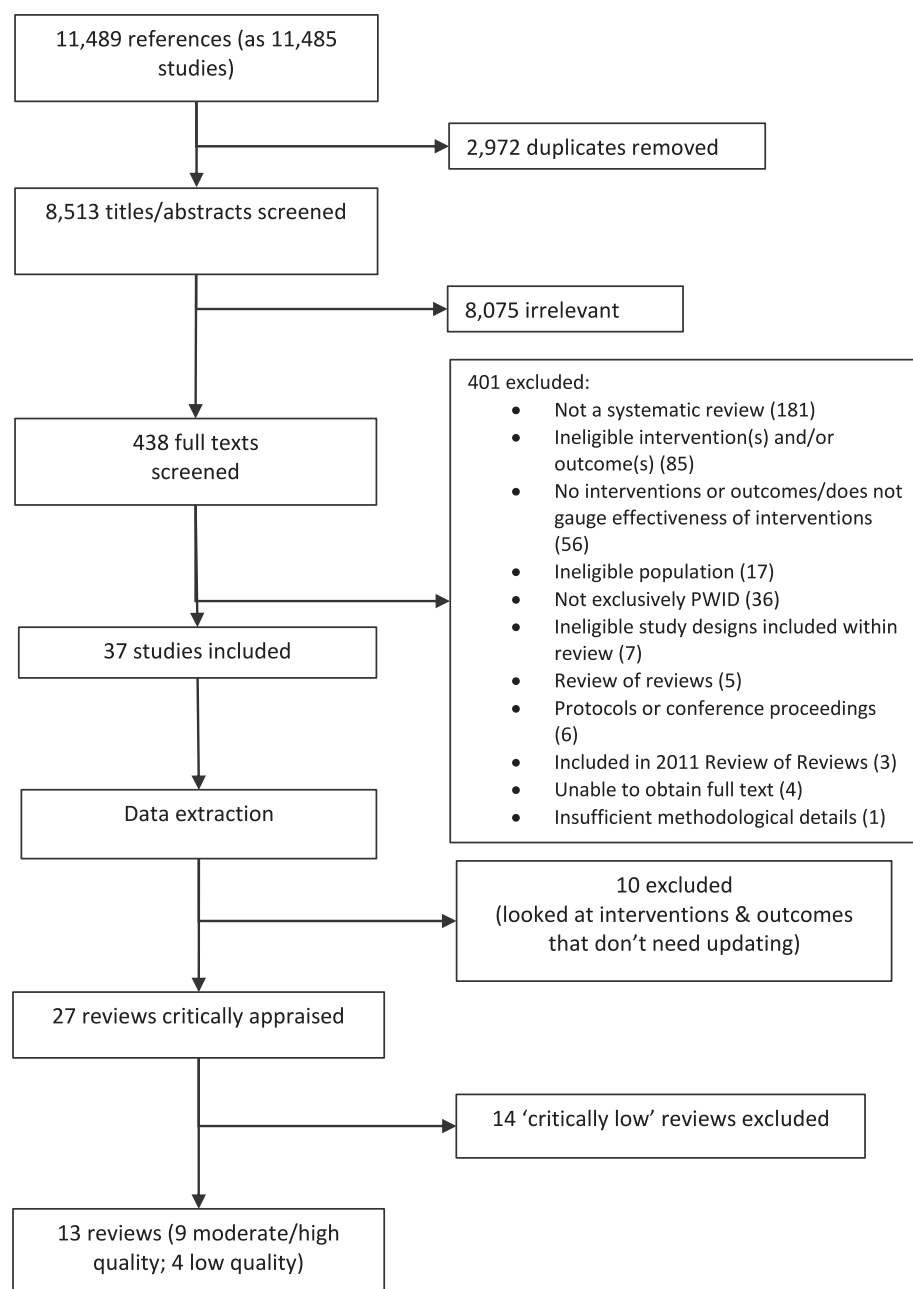 11,489 references (as 11,485
studies)
2,972 duplicates removed
8,513 titles/abstracts screened
8,075 irrelevant
438 full texts
screened
401 excluded:
• Not a systematic review (181)
• Ineligible intervention(s) and/or
outcome(s) (85)
• No interventions or outcomes/does not
gauge effectiveness of interventions
(56)
• Ineligible population (17)
• Not exclusively PWID (36)
• Ineligible study designs included within
review (7)
• Review of reviews (5)
• Protocols or conference proceedings
(6)
• Included in 2011 Review of Reviews (3)
• Unable to obtain full text (4)
• Insufficient methodological details (1)
37 studies included
Data extraction
10 excluded
(looked at interventions & outcomes
that don’t need updating)
27 reviews critically appraised
14 ‘critically low’ reviews excluded
13 reviews (9 moderate/high
quality; 4 low quality)